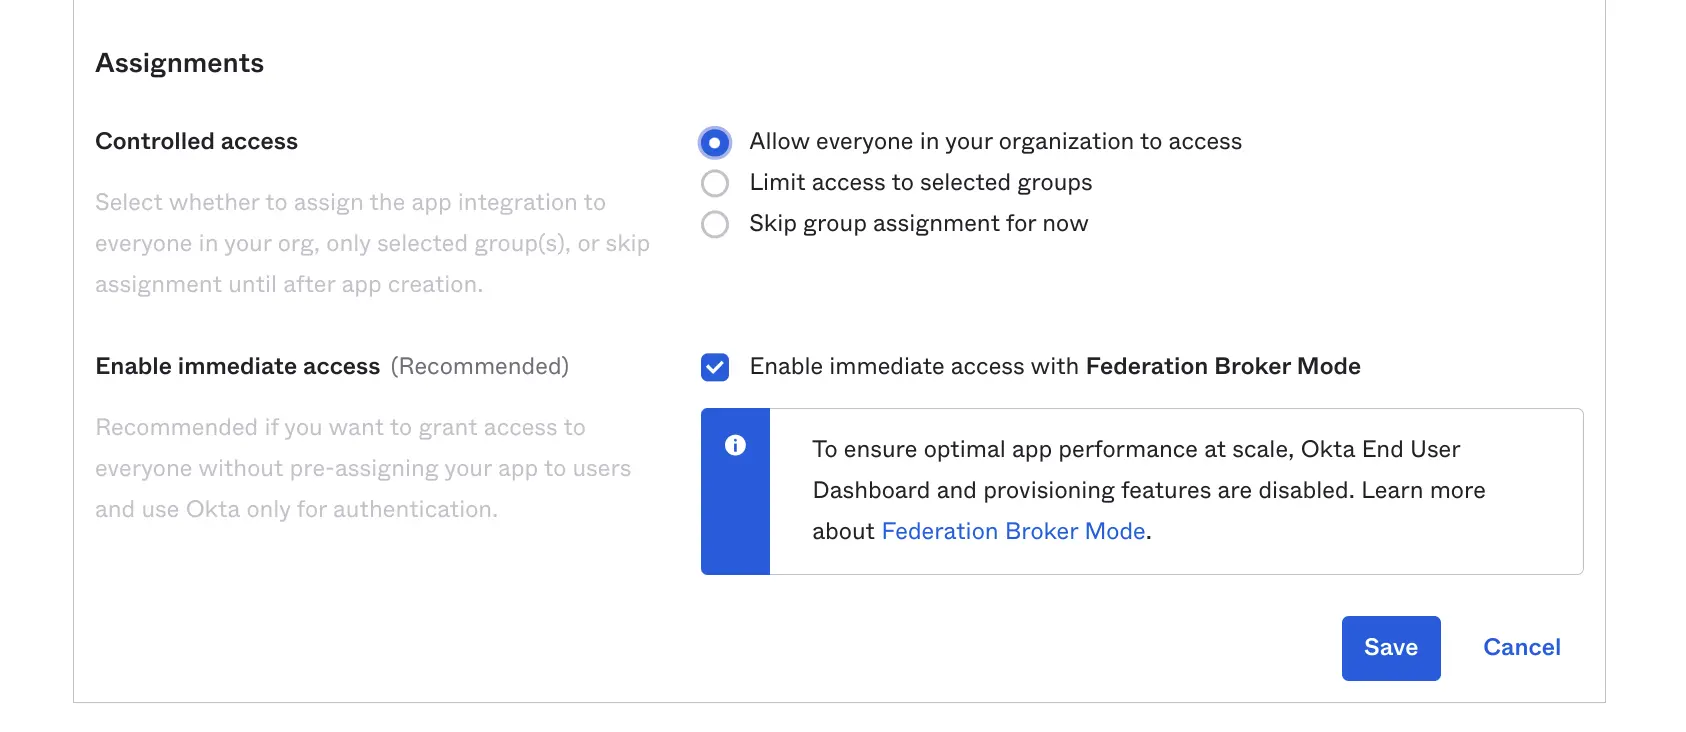 Assignments
Controlled access
Select whether to assign the app integration to
everyone in your org, only selected group(s), or skip
assignment until after app creation.
Allow everyone in your organization to access
Limit access to selected groups
Skip group assignment for now
Enable immediate access (Recommended)
Recommended if you want to grant access to
everyone without pre-assigning your app to users
and use Okta only for authentication.
Enable immediate access with Federation Broker Mode
To ensure optimal app performance at scale, Okta End User
Dashboard and provisioning features are disabled. Learn more
about Federation Broker Mode.
Save
Cancel